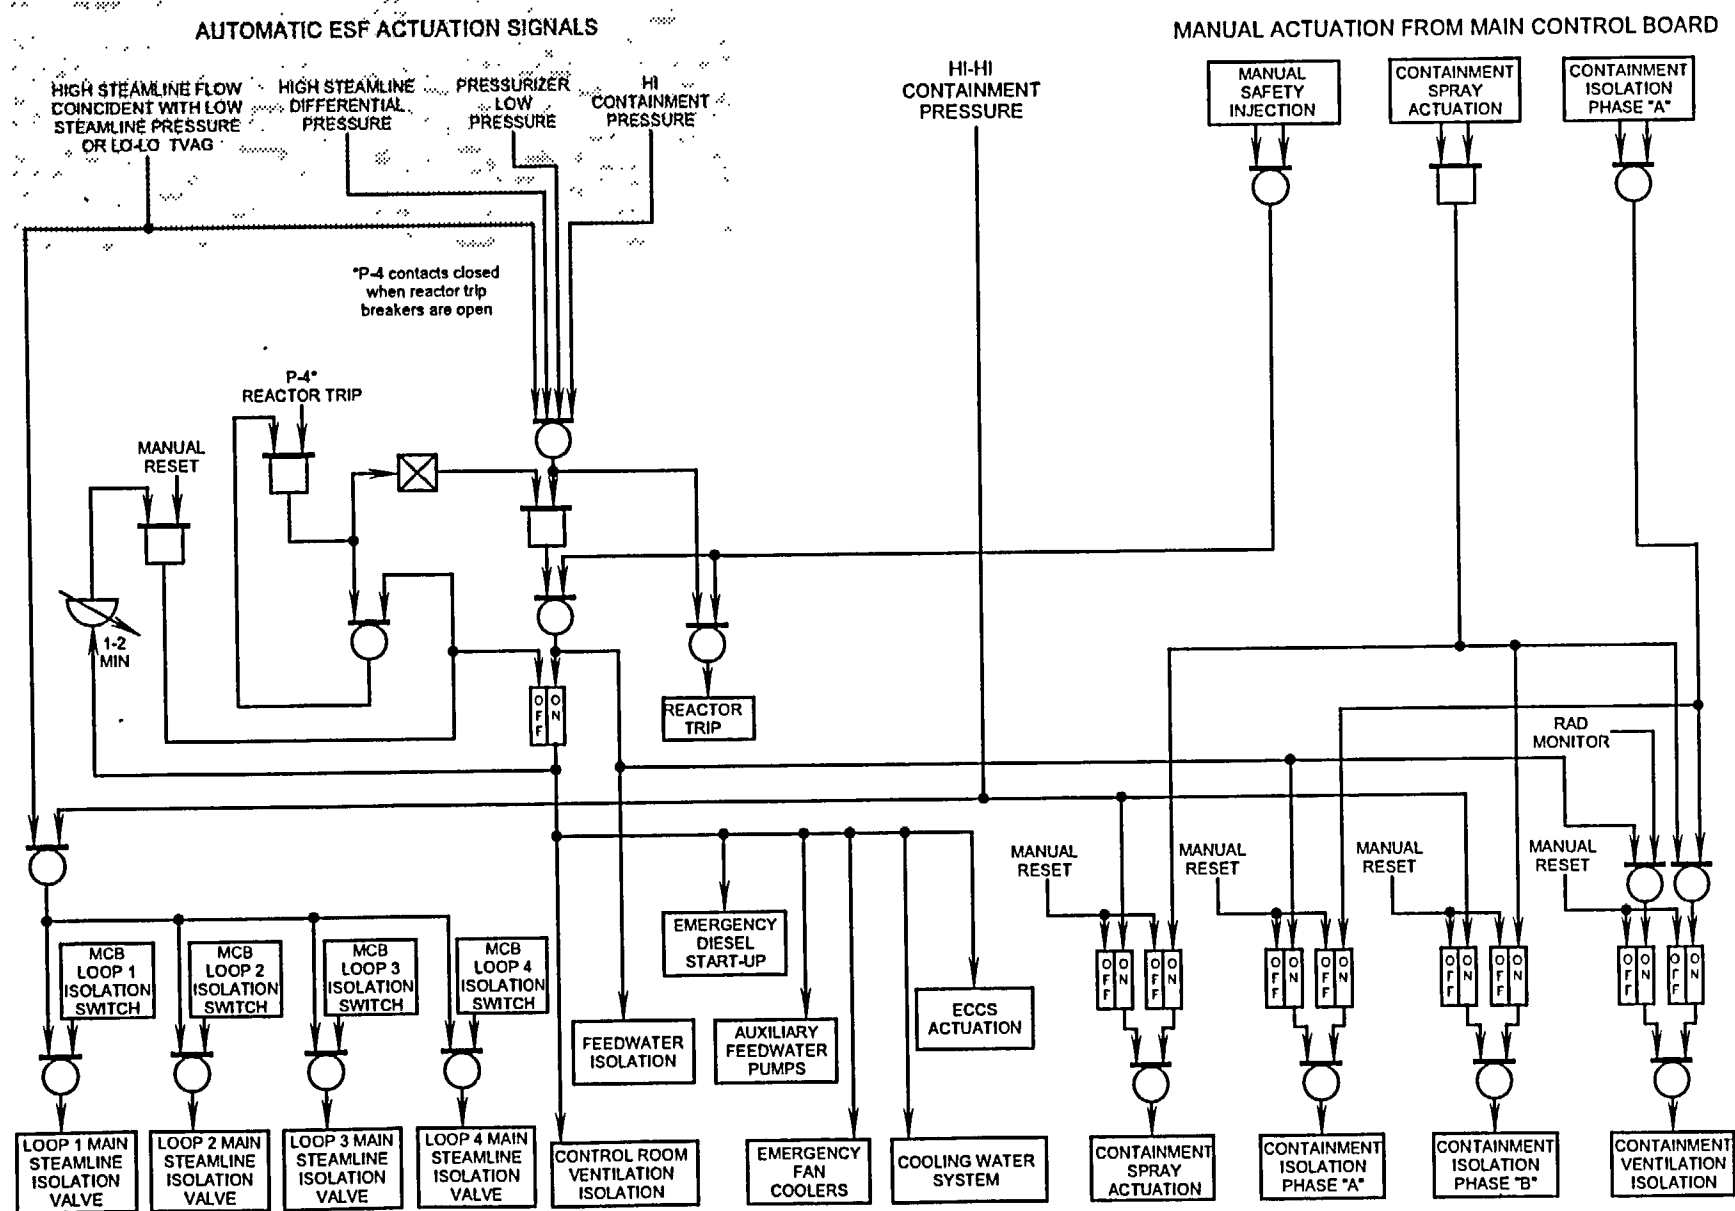 AUTOMATIC ESF ACTUATION SIGNALS
MANUAL ACTUATION FROM MAIN CONTROL BOARD
HIGH STEAMLINE FLOW
COINCIDENT WITH LOW
STEAMLINE PRESSURE
OR LO-LO TVAG
HIGH STEAMLINE
DIFFERENTIAL
PRESSURE
PRESSURIZER
LOW
PRESSURE
HI
CONTAINMENT
PRESSURE
HI-HI
CONTAINMENT
PRESSURE
MANUAL
SAFETY
INJECTION
CONTAINMENT
SPRAY
ACTUATION
CONTAINMENT
ISOLATION
PHASE "A"
*P-4 contacts closed
when reactor trip
breakers are open
P-4*
REACTOR TRIP
MANUAL
RESET
1-2
MIN
OFF
ON
REACTOR
TRIP
RAD
MONITOR
MANUAL
RESET
MANUAL
RESET
MANUAL
RESET
MANUAL
RESET
OFF
ON
OFF
ON
OFF
ON
OFF
ON
OFF
ON
OFF
ON
OFF
ON
OFF
ON
MCB
LOOP 1
ISOLATION
SWITCH
MCB
LOOP 2
ISOLATION
SWITCH
MCB
LOOP 3
ISOLATION
SWITCH
MCB
LOOP 4
ISOLATION
SWITCH
EMERGENCY
DIESEL
START-UP
FEEDWATER
ISOLATION
AUXILIARY
FEEDWATER
PUMPS
ECCS
ACTUATION
LOOP 1 MAIN
STEAMLINE
ISOLATION
VALVE
LOOP 2 MAIN
STEAMLINE
ISOLATION
VALVE
LOOP 3 MAIN
STEAMLINE
ISOLATION
VALVE
LOOP 4 MAIN
STEAMLINE
ISOLATION
VALVE
CONTROL ROOM
VENTILATION
ISOLATION
EMERGENCY
FAN
COOLERS
COOLING WATER
SYSTEM
CONTAINMENT
SPRAY
ACTUATION
CONTAINMENT
ISOLATION
PHASE "A"
CONTAINMENT
ISOLATION
PHASE "B"
CONTAINMENT
VENTILATION
ISOLATION